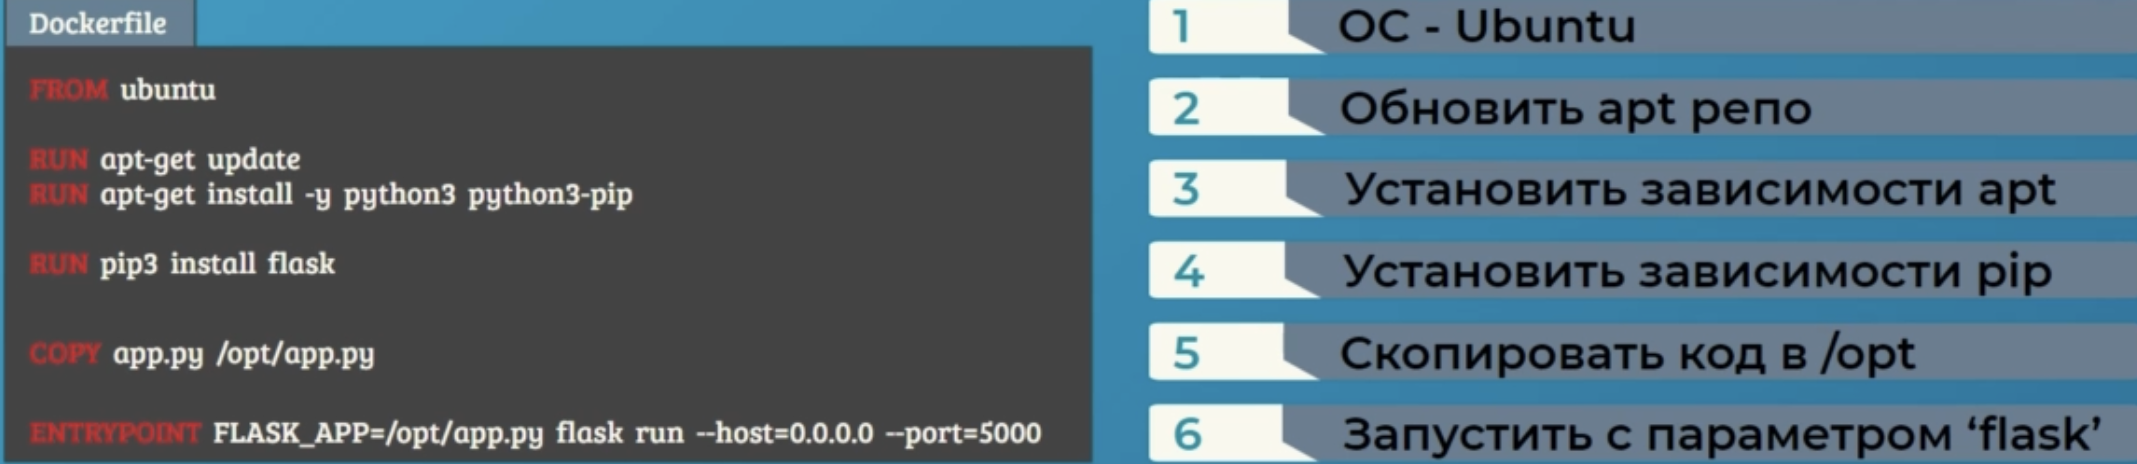 Dockerfile
FROM ubuntu
RUN apt-get update
RUN apt-get install -y python3 python3-pip
RUN pip3 install flask
COPY app.py /opt/app.py
ENTRYPOINT FLASK_APP=/opt/app.py flask run --host=0.0.0.0 --port=5000
1 ОС - Ubuntu
2 Обновить apt репо
3 Установить зависимости apt
4 Установить зависимости pip
5 Скопировать код в /opt
6 Запустить с параметром ‘flask’